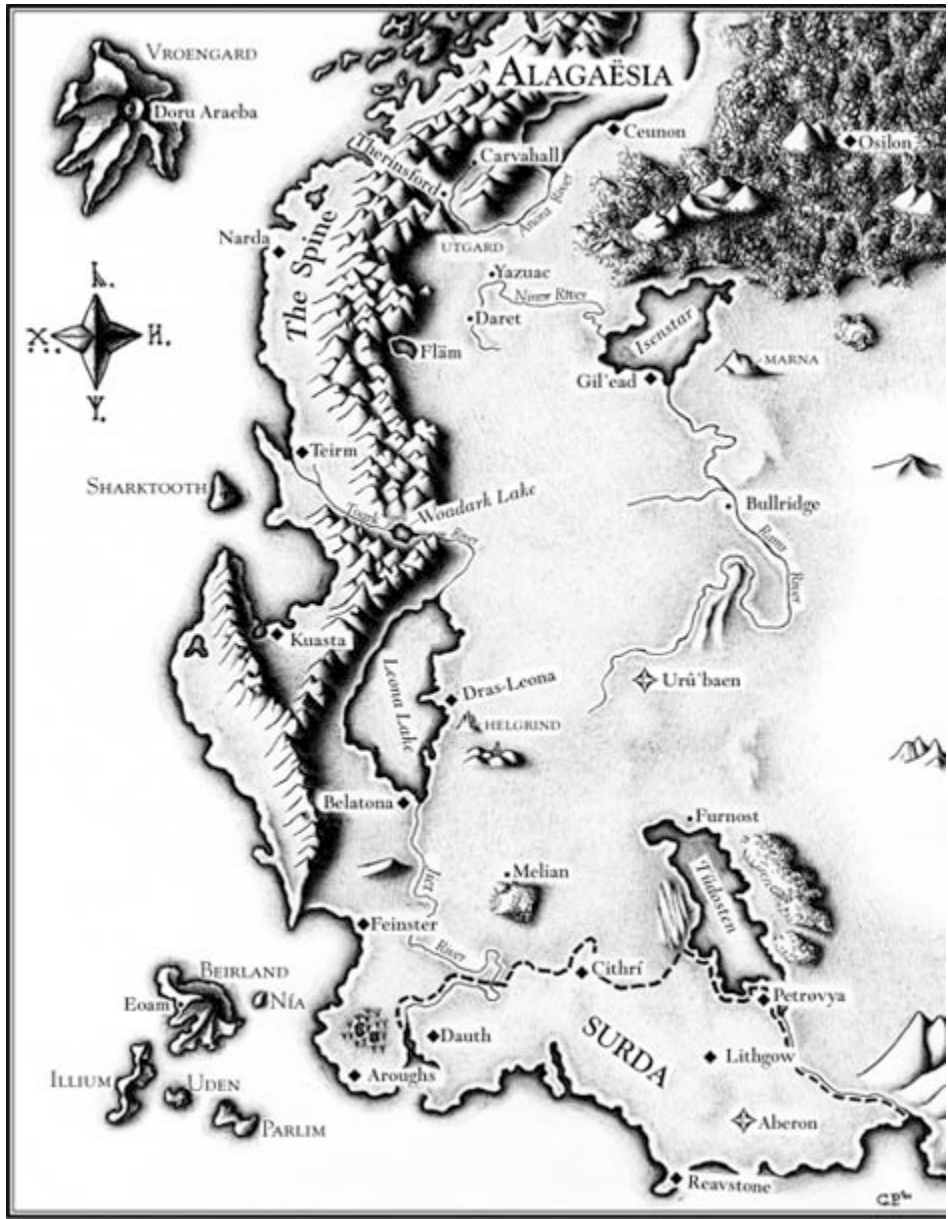 VROENGARD
ALAGAËSIA
Doru Araeba
Ceunon
Osilon
Carvahall
Therinsford
Anora River
Narda
The Spine
UTGARD
Yazuac
Ninor River
Daret
Isenstar
Fläm
MARNA
Gil'ead
Teirm
SHARKTOOTH
Woadark Lake
Toark
River
Bullridge
Ramr
River
Kuasta
Leona Lake
Urû'baen
Dras-Leona
HELGRIND
Belatona
Furnost
Tüdosten
Melian
Jiet
River
Feinster
BEIRLAND
Eoam
NÍA
Cithrí
Petrøvya
SURDA
Dauth
Lithgow
ILLIUM
UDEN
Aroughs
PARLIM
Aberon
Reavstone